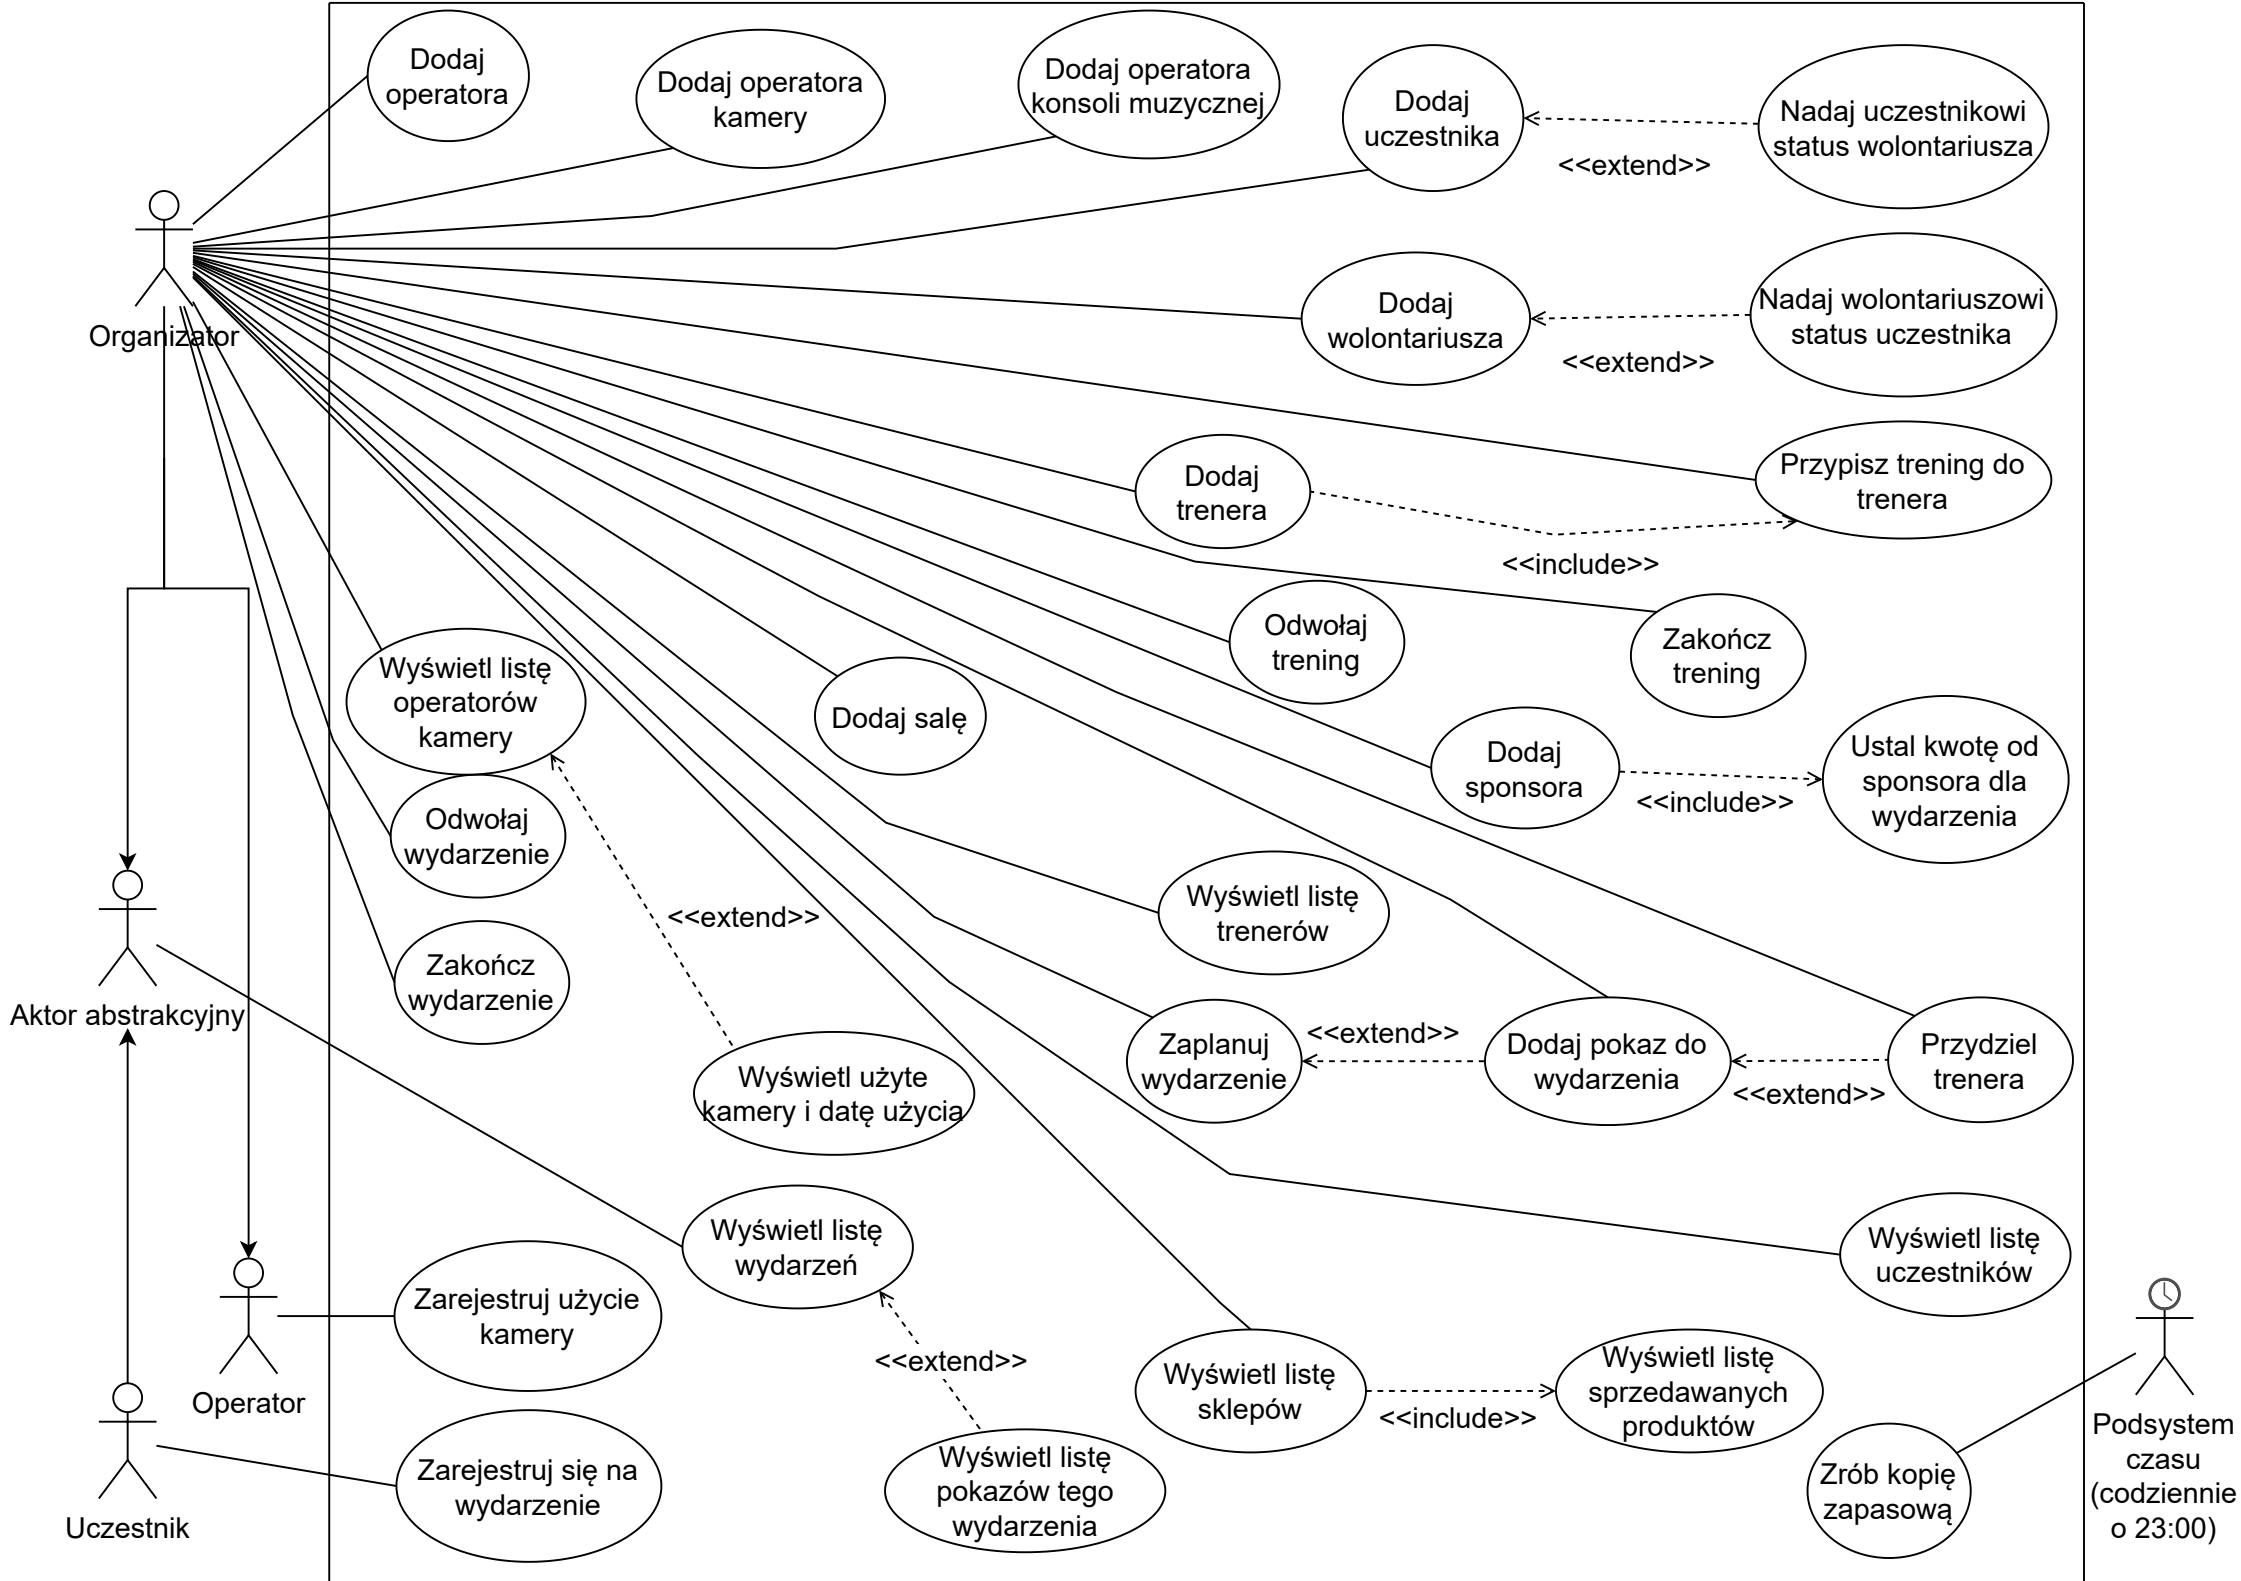 Dodaj
operatora
Dodaj operatora
kamery
Dodaj operatora
konsoli muzycznej
Dodaj
uczestnika
<<extend>>
Nadaj uczestnikowi
status wolontariusza
Organizator
Dodaj
wolontariusza
<<extend>>
Nadaj wolontariuszowi
status uczestnika
Dodaj
trenera
<<include>>
Przypisz trening do
trenera
Odwołaj
trening
Zakończ
trening
Wyświetl listę
operatorów
kamery
Dodaj salę
Dodaj
sponsora
<<include>>
Ustal kwotę od
sponsora dla
wydarzenia
Odwołaj
wydarzenie
<<extend>>
Wyświetl listę
trenerów
Aktor abstrakcyjny
Zakończ
wydarzenie
Wyświetl użyte
kamery i datę użycia
Zaplanuj
wydarzenie
<<extend>>
Dodaj pokaz do
wydarzenia
<<extend>>
Przydziel
trenera
Wyświetl listę
wydarzeń
Wyświetl listę
uczestników
Operator
Zarejestruj użycie
kamery
<<extend>>
Wyświetl listę
sklepów
<<include>>
Wyświetl listę
sprzedawanych
produktów
Uczestnik
Zarejestruj się na
wydarzenie
Wyświetl listę
pokazów tego
wydarzenia
Zrób kopię
zapasową
Podsystem
czasu
(codziennie
o 23:00)